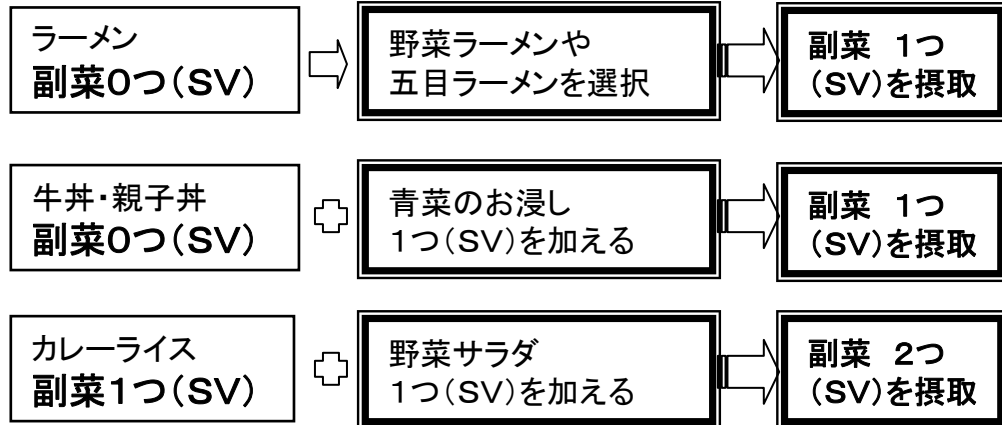 ラーメン
副菜0つ(SV)
野菜ラーメンや
五目ラーメンを選択
副菜 1つ
(SV)を摂取
牛丼・親子丼
副菜0つ(SV)
青菜のお浸し
1つ(SV)を加える
副菜 1つ
(SV)を摂取
カレーライス
副菜1つ(SV)
野菜サラダ
1つ(SV)を加える
副菜 2つ
(SV)を摂取